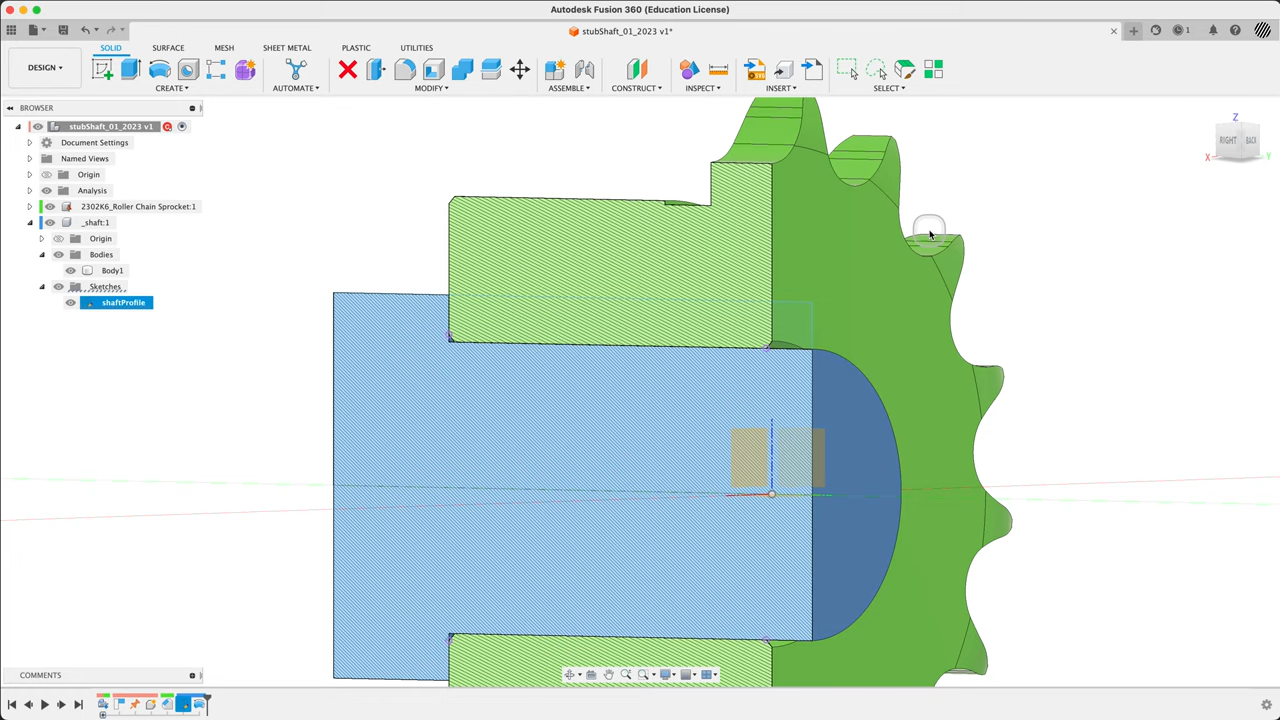 Autodesk Fusion 360 (Education License)
stubShaft_01_2023 v1*
1
DESIGN
SOLID SURFACE MESH SHEET METAL PLASTIC UTILITIES
CREATE AUTOMATE MODIFY ASSEMBLE CONSTRUCT INSPECT INSERT SELECT
BROWSER
stubShaft_01_2023 v1
Document Settings
Named Views
Origin
Analysis
2302K6_Roller Chain Sprocket:1
_shaft:1
Origin
Bodies
Body1
Sketches
shaftProfile
Z
RIGHT BACK
X Y
COMMENTS